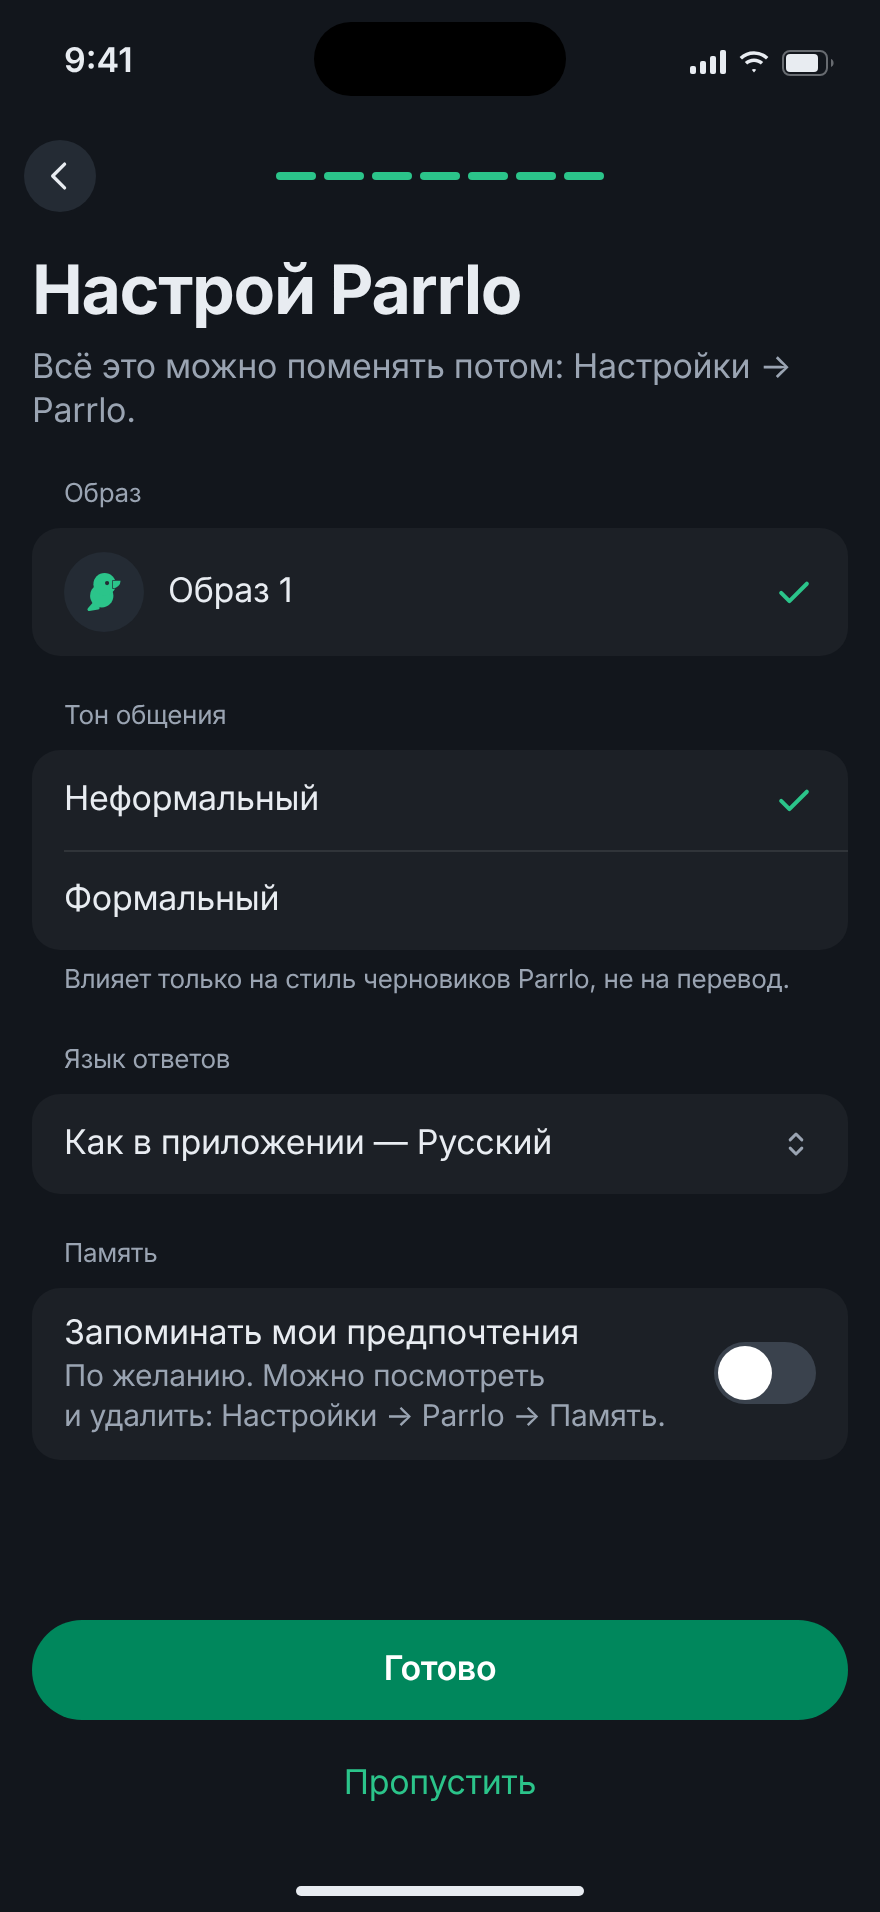 9:41
Настрой Parrlo
Всё это можно поменять потом: Настройки →
Parrlo.
Образ
Образ 1
Тон общения
Неформальный
Формальный
Влияет только на стиль черновиков Parrlo, не на перевод.
Язык ответов
Как в приложении — Русский
Память
Запоминать мои предпочтения
По желанию. Можно посмотреть
и удалить: Настройки → Parrlo → Память.
Готово
Пропустить